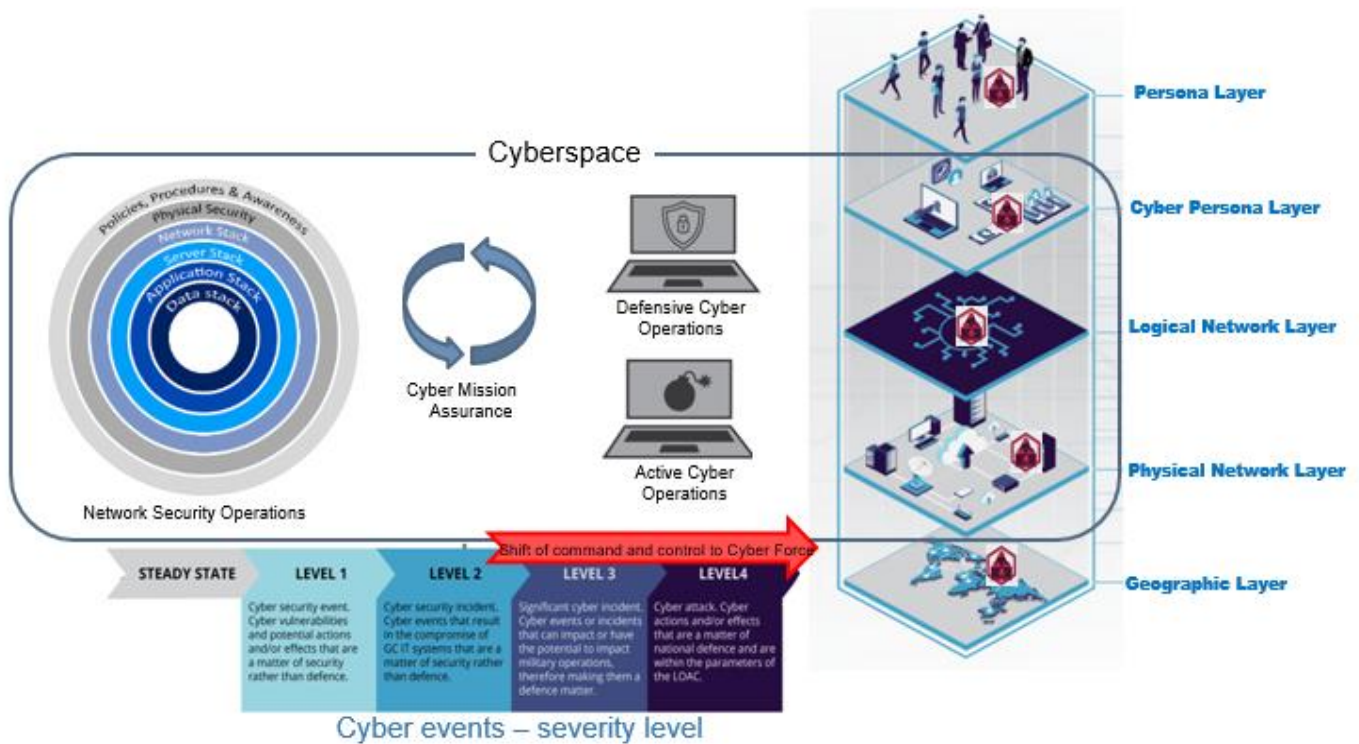 Cyberspace
Policies, Procedures & Awareness
Physical Security
Network Stack
Server Stack
Application Stack
Data stack
Network Security Operations
Cyber Mission
Assurance
Defensive Cyber
Operations
Active Cyber
Operations
Persona Layer
Cyber Persona Layer
Logical Network Layer
Physical Network Layer
Geographic Layer
Shift of command and control to Cyber Force
STEADY STATE
LEVEL 1
Cyber security event.
Cyber vulnerabilities
and potential actions
and/or effects that are
a matter of security
rather than defence.
LEVEL 2
Cyber security incident.
Cyber events that result
in the compromise of
GC IT systems that are a
matter of security rather
than defence.
LEVEL 3
Significant cyber incident.
Cyber events or incidents
that can impact or have
the potential to impact
military operations,
therefore making them a
defence matter.
LEVEL4
Cyber attack. Cyber
actions and/or effects
that are a matter of
national defence and are
within the parameters of
the LOAC.
Cyber events – severity level